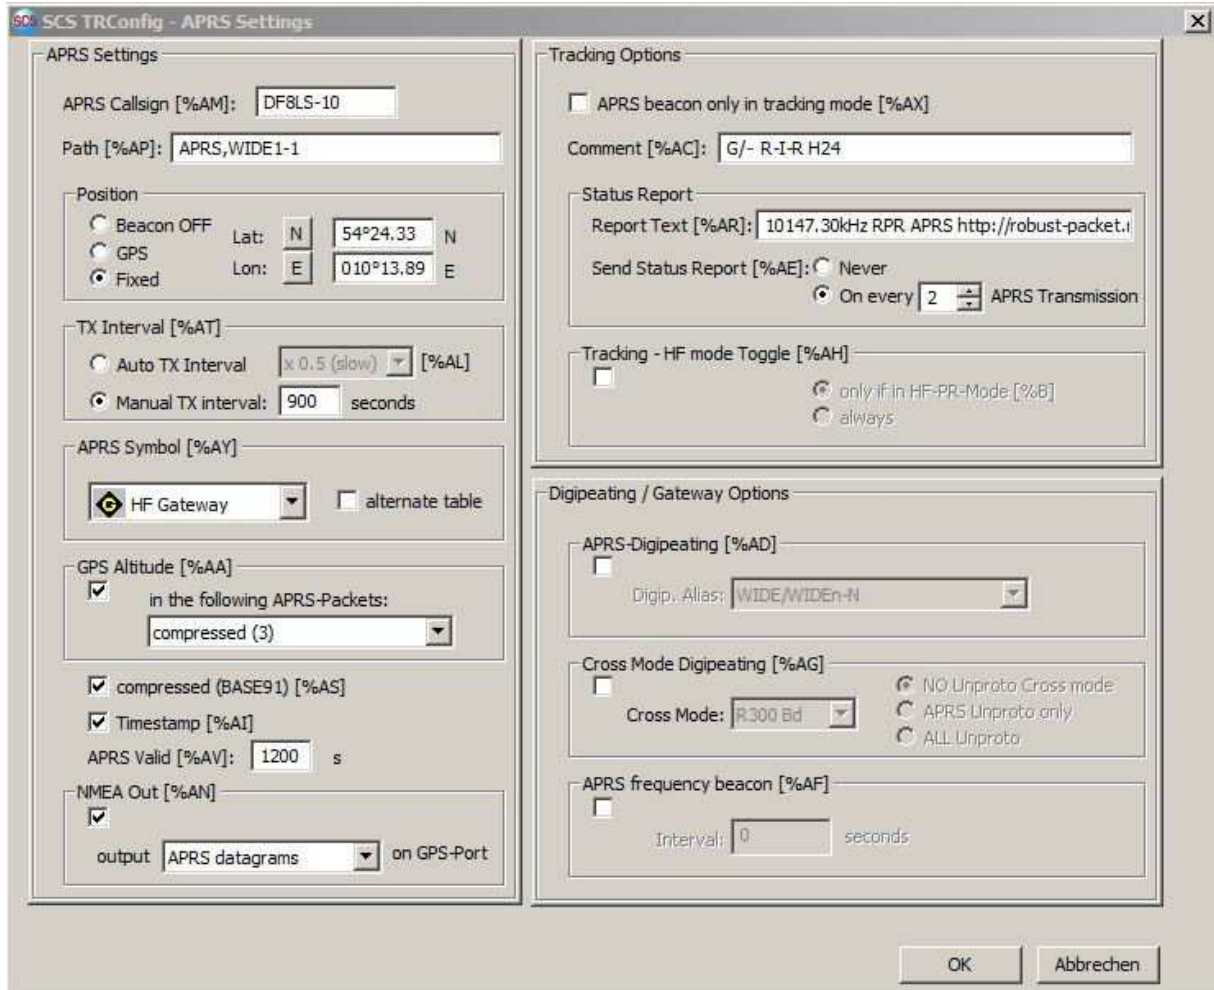 SCS TRConfig - APRS Settings
APRS Settings
APRS Callsign [%AM]: DF8LS-10
Path [%AP]: APRS,WIDE1-1
Position
Beacon OFF
GPS
Fixed
Lat: N 54°24.33 N
Lon: E 010°13.89 E
TX Interval [%AT]
Auto TX Interval x 0.5 (slow) [%AL]
Manual TX interval: 900 seconds
APRS Symbol [%AY]
G HF Gateway alternate table
GPS Altitude [%AA]
in the following APRS-Packets:
compressed (3)
compressed (BASE91) [%AS]
Timestamp [%AI]
APRS Valid [%AV]: 1200 s
NMEA Out [%AN]
output APRS datagrams on GPS-Port
Tracking Options
APRS beacon only in tracking mode [%AX]
Comment [%AC]: G/- R-I-R H24
Status Report
Report Text [%AR]: 10147.30kHz RPR APRS http://robust-packet.
Send Status Report [%AE]: Never
On every 2 APRS Transmission
Tracking - HF mode Toggle [%AH]
only if in HF-PR-Mode [%B]
always
Digipeating / Gateway Options
APRS-Digipeating [%AD]
Digip. Alias: WIDE/WIDEn-N
Cross Mode Digipeating [%AG]
Cross Mode: R300 Bd
NO Unproto Cross mode
APRS Unproto only
ALL Unproto
APRS frequency beacon [%AF]
Interval: 0 seconds
OK Abbrechen